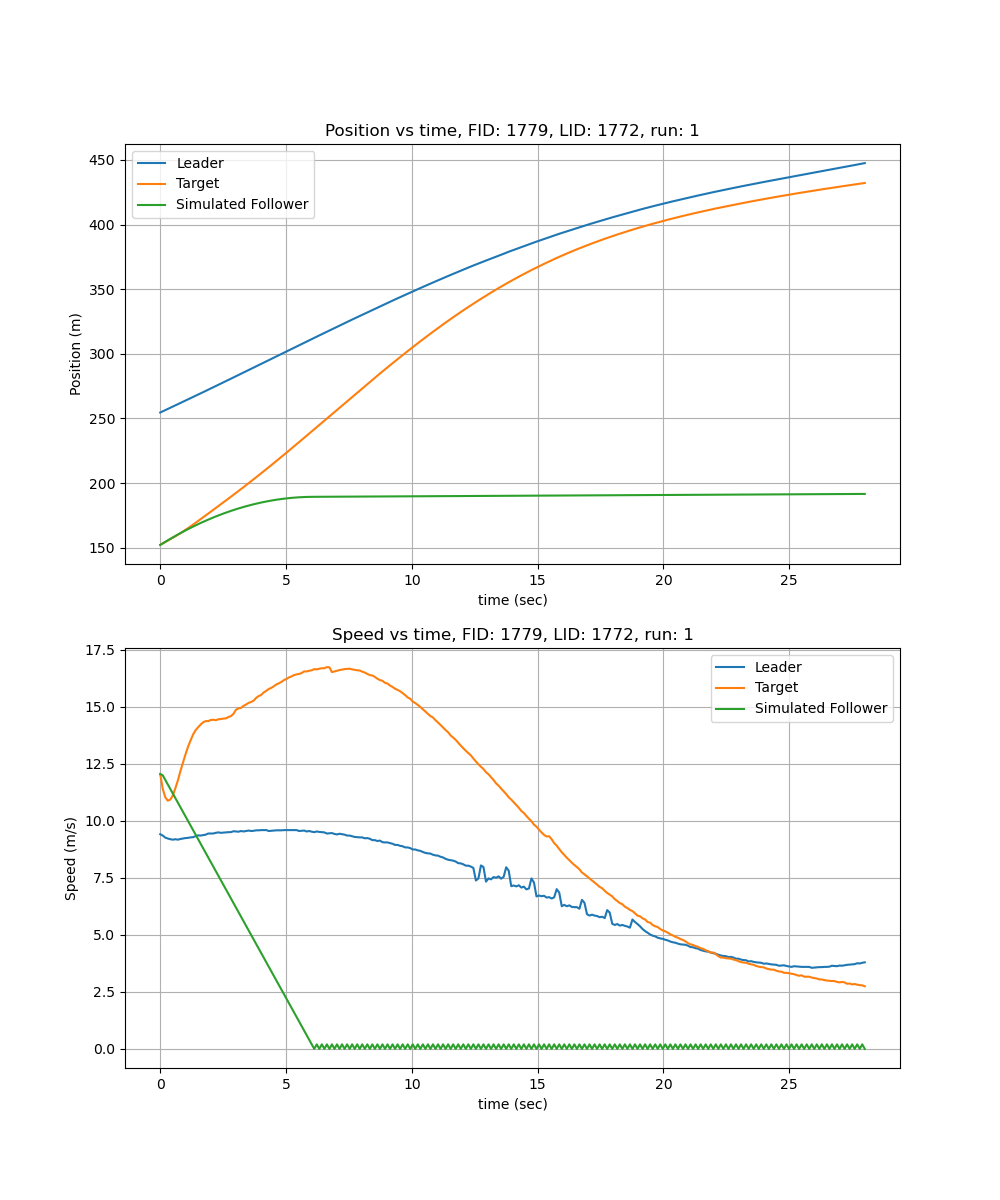 Position vs time, FID: 1779, LID: 1772, run: 1
Leader
Target
Simulated Follower
450
400
350
300
250
200
150
Position (m)
0 5 10 15 20 25
time (sec)
Speed vs time, FID: 1779, LID: 1772, run: 1
Leader
Target
Simulated Follower
17.5
15.0
12.5
10.0
7.5
5.0
2.5
0.0
Speed (m/s)
0 5 10 15 20 25
time (sec)